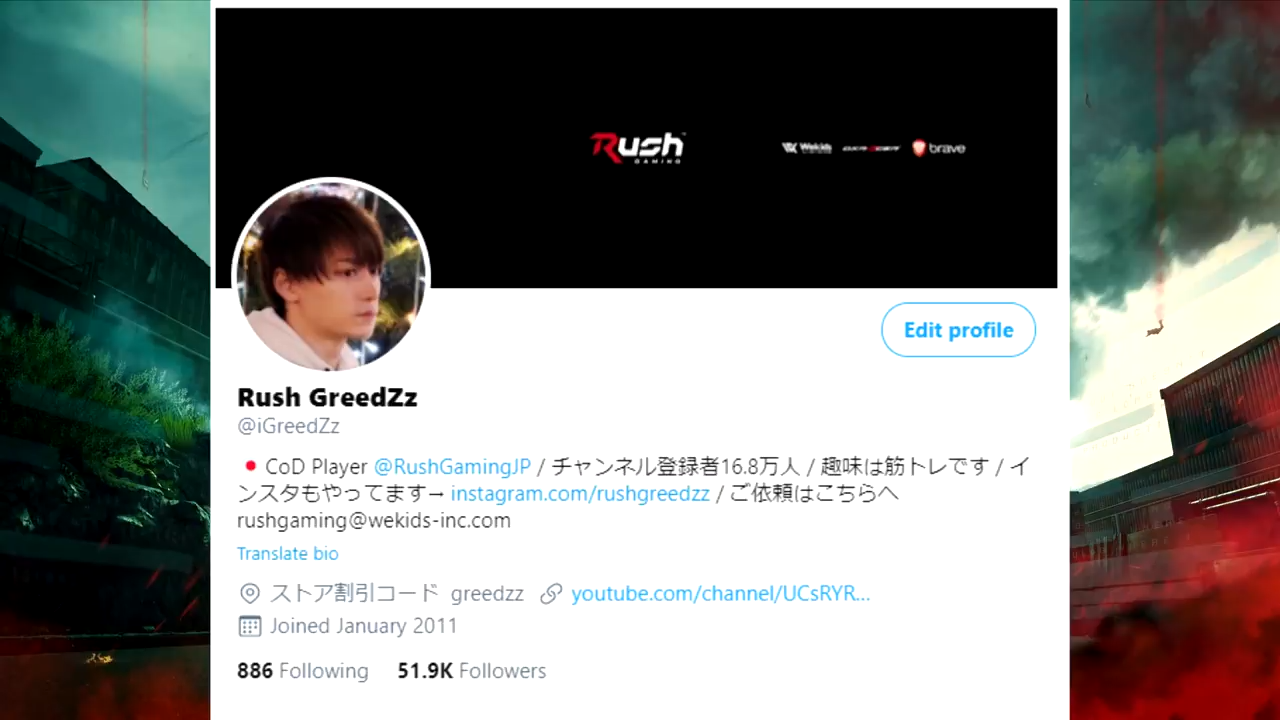 Rush
GAMING
Wekids
brave
Edit profile
Rush GreedZz
@iGreedZz
CoD Player @RushGamingJP / チャンネル登録者16.8万人 / 趣味は筋トレです / イ
ンスタもやってます→ instagram.com/rushgreedzz / ご依頼はこちらへ
rushgaming@wekids-inc.com
Translate bio
ストア割引コード greedzz youtube.com/channel/UCsRYR...
Joined January 2011
886 Following 51.9K Followers